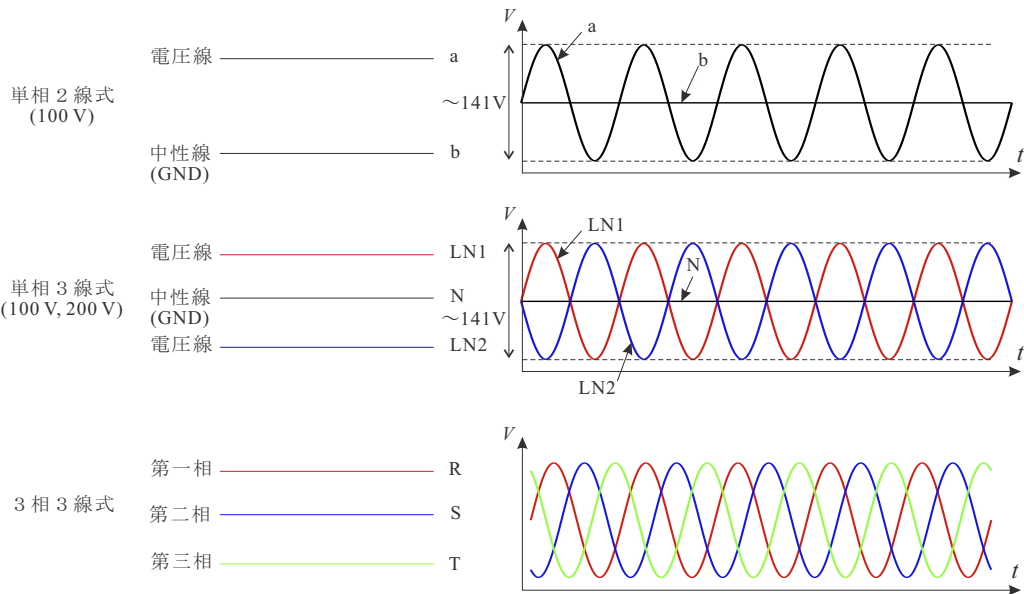 単相２線式
(100 V)
電圧線
a
中性線
(GND)
b
V
～141V
a
b
t
単相３線式
(100 V, 200 V)
電圧線
LN1
中性線
(GND)
N
電圧線
LN2
V
～141V
LN1
N
LN2
t
３相３線式
第一相
R
第二相
S
第三相
T
V
t